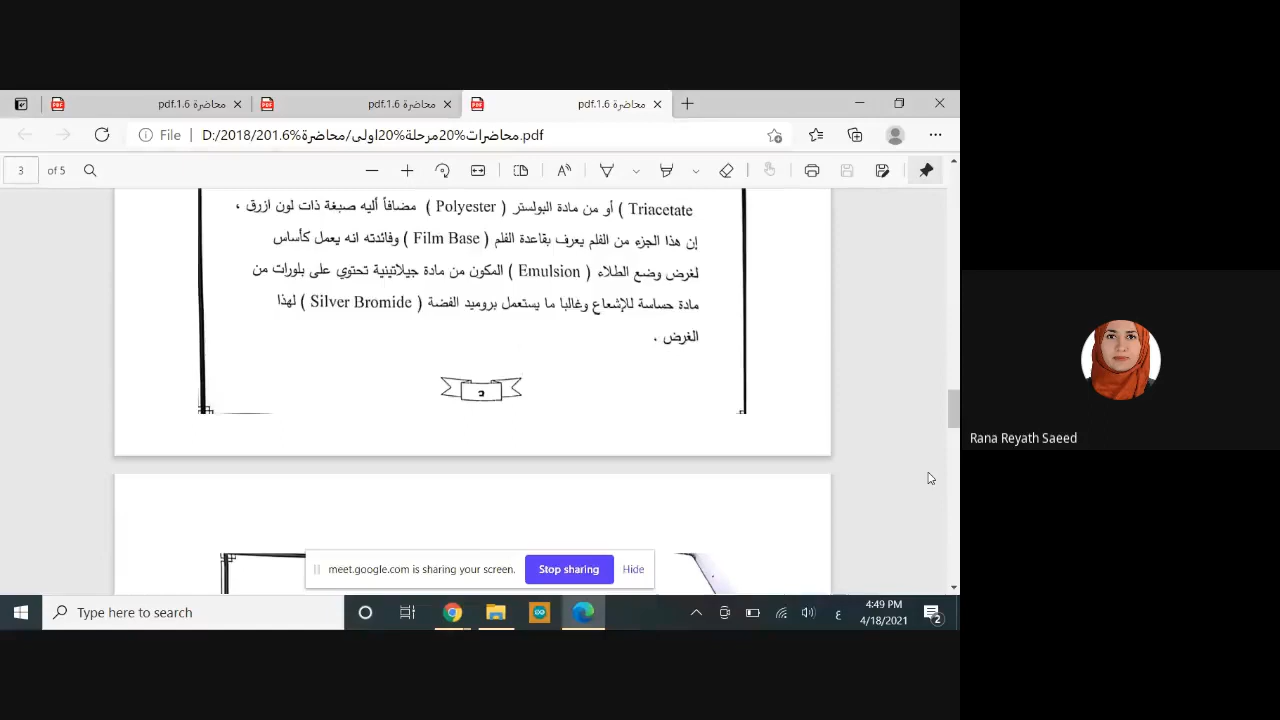 محاضرة 1.6.pdf
محاضرة 1.6.pdf
محاضرة 1.6.pdf
File D:/2018/201.6%محاضرة/محاضرات%20مرحلة%20اولى.pdf
3 of 5
Triacetate ) أو من مادة البولستر ( Polyester ) مضافاً أليه صبغة ذات لون ازرق ،
إن هذا الجزء من الفلم يعرف بقاعدة الفلم ( Film Base ) وفائدته انه يعمل كأساس
لغرض وضع الطلاء ( Emulsion ) المكون من مادة جيلاتينية تحتوي على بلورات من
مادة حساسة للإشعاع وغالبا ما يستعمل بروميد الفضة ( Silver Bromide ) لهذا
الغرض .
Rana Reyath Saeed
meet.google.com is sharing your screen. Stop sharing Hide
Type here to search
ع
4:49 PM
4/18/2021
2